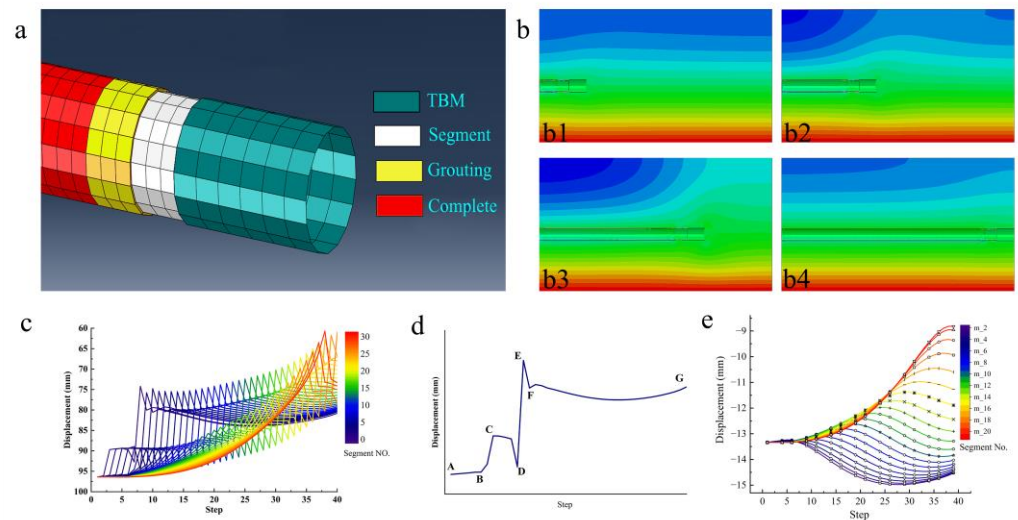 a
TBM
Segment
Grouting
Complete
b
b1
b2
b3
b4
c
Displacement (mm)
60
65
70
75
80
85
90
95
100
0 5 10 15 20 25 30 35 40
Step
30
25
20
15
10
5
0
Segment NO.
d
Displacement (mm)
A
B
C
D
E
F
G
Step
e
Displacement (mm)
−9
−10
−11
−12
−13
−14
−15
0 5 10 15 20 25 30 35 40
Step
m_2
m_4
m_6
m_8
m_10
m_12
m_14
m_16
m_18
m_20
Segment No.